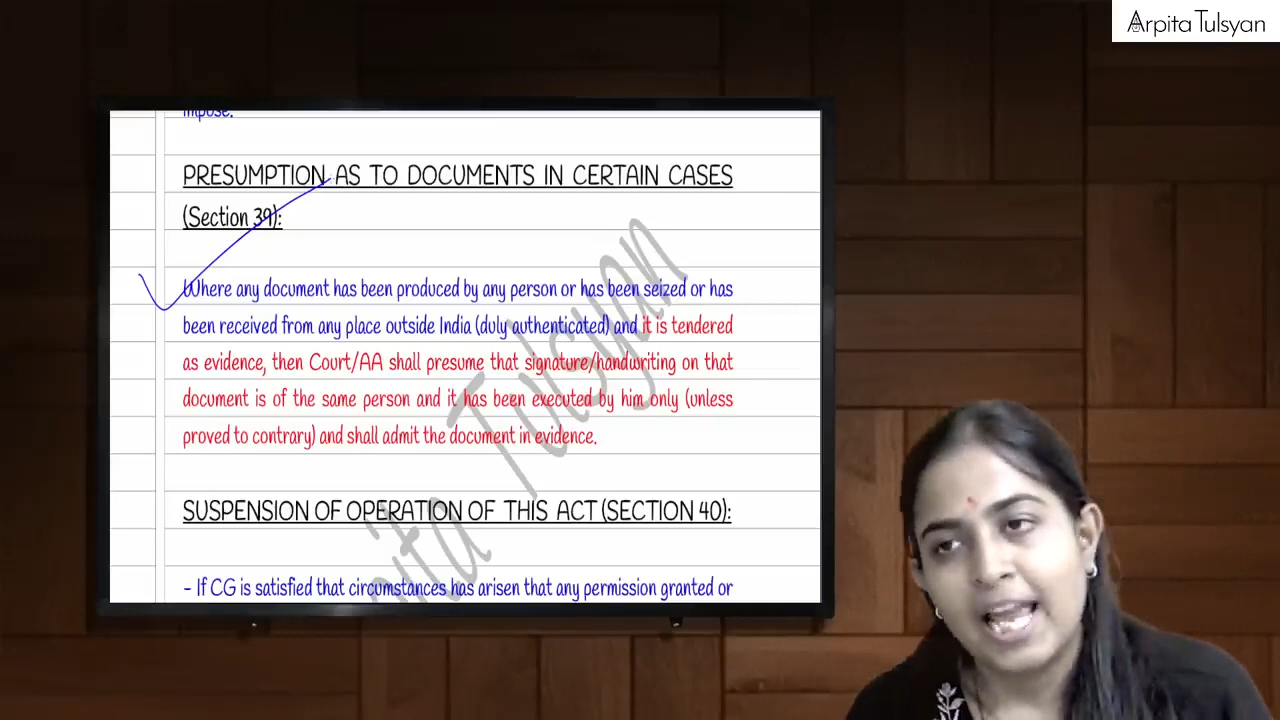 Arpita Tulsyan
impose.
PRESUMPTION AS TO DOCUMENTS IN CERTAIN CASES
(Section 39):
Where any document has been produced by any person or has been seized or has
been received from any place outside India (duly authenticated) and it is tendered
as evidence, then Court/AA shall presume that signature/handwriting on that
document is of the same person and it has been executed by him only (unless
proved to contrary) and shall admit the document in evidence.
SUSPENSION OF OPERATION OF THIS ACT (SECTION 40):
- If CG is satisfied that circumstances has arisen that any permission granted or